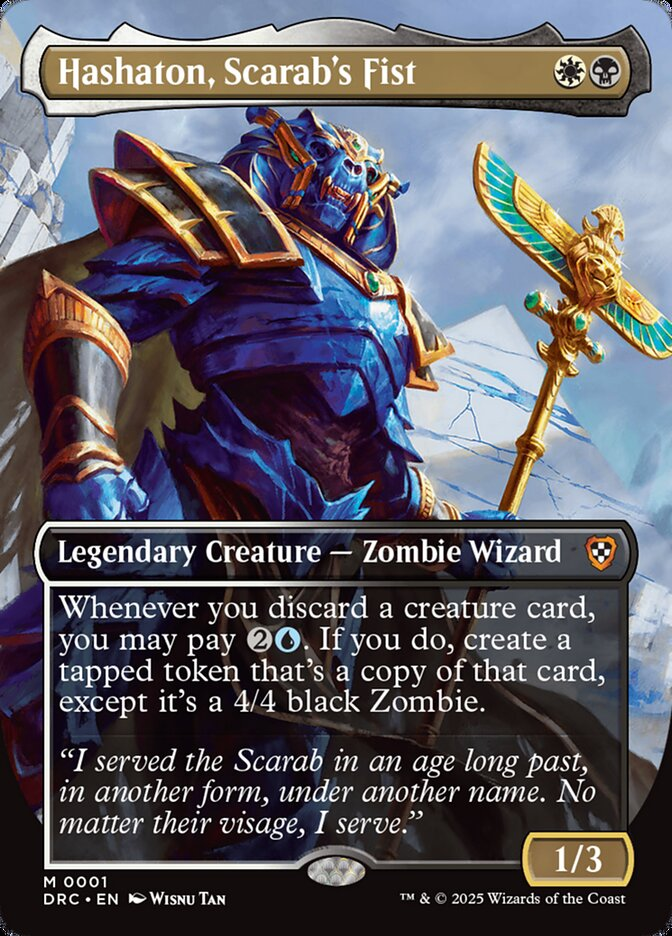 Hashaton, Scarab's Fist
Legendary Creature — Zombie Wizard
Whenever you discard a creature card,
you may pay 2. If you do, create a
tapped token that's a copy of that card,
except it's a 4/4 black Zombie.
“I served the Scarab in an age long past,
in another form, under another name. No
matter their visage, I serve.”
1/3
M 0001
DRC • EN Wisnu Tan
™ & © 2025 Wizards of the Coast